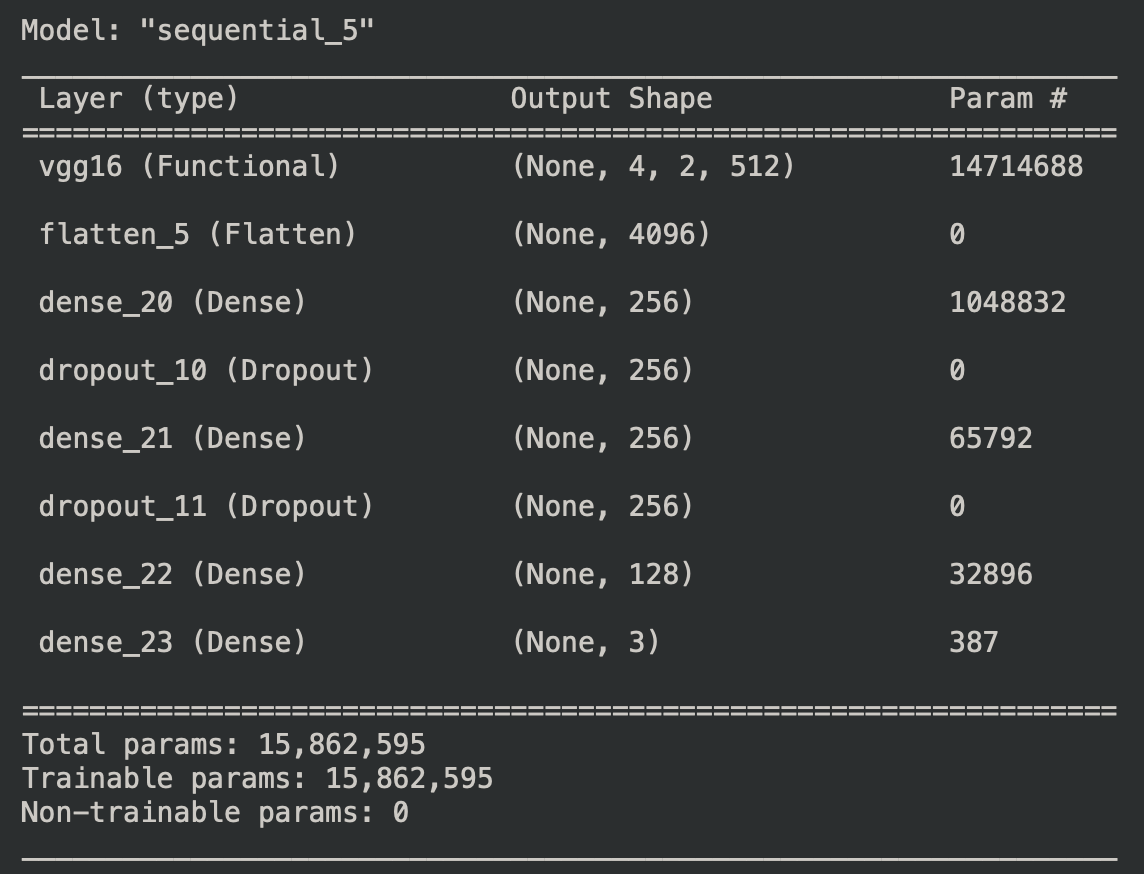 Model: "sequential_5"
Layer (type) Output Shape Param #
vgg16 (Functional) (None, 4, 2, 512) 14714688
flatten_5 (Flatten) (None, 4096) 0
dense_20 (Dense) (None, 256) 1048832
dropout_10 (Dropout) (None, 256) 0
dense_21 (Dense) (None, 256) 65792
dropout_11 (Dropout) (None, 256) 0
dense_22 (Dense) (None, 128) 32896
dense_23 (Dense) (None, 3) 387
Total params: 15,862,595
Trainable params: 15,862,595
Non-trainable params: 0